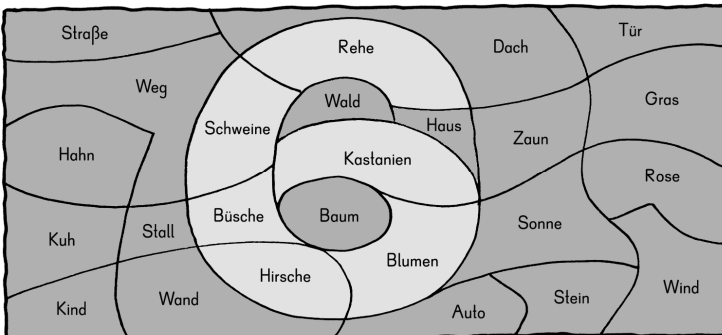 Straße
Rehe
Dach
Tür
Weg
Wald
Gras
Schweine
Haus
Zaun
Hahn
Kastanien
Rose
Büsche
Baum
Sonne
Kuh
Stall
Blumen
Hirsche
Wind
Kind
Wand
Auto
Stein